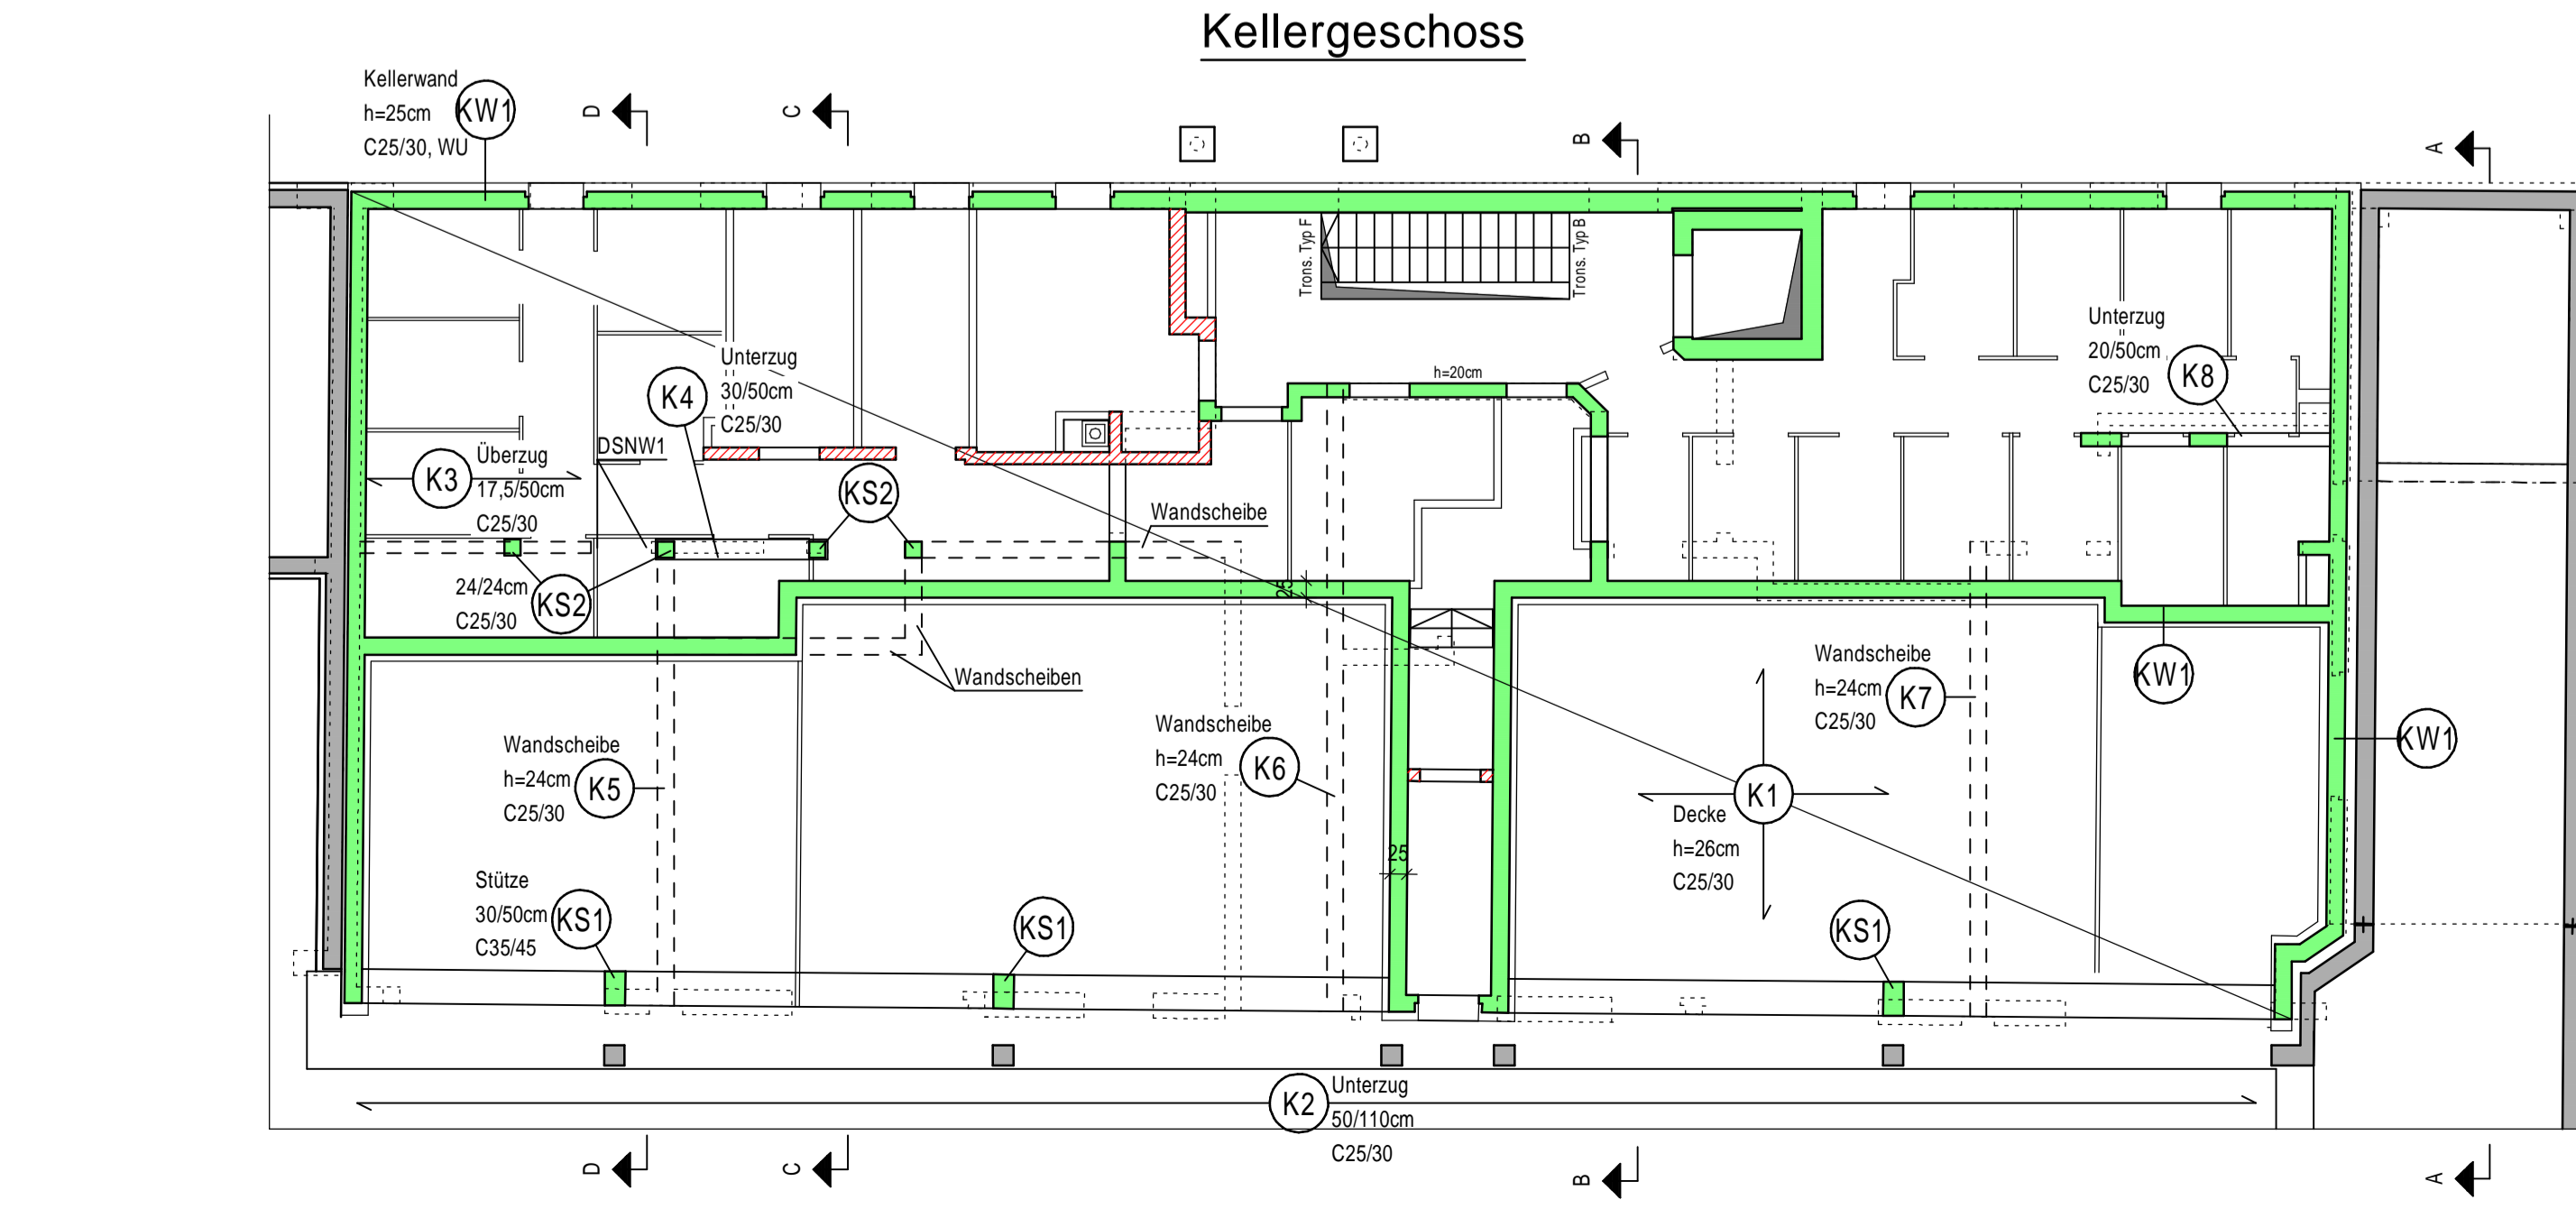 Kellergeschoss
Kellerwand
h=25cm
C25/30, WU
KW1
D
C
B
A
Trons. Typ F
Trons. Typ B
h=20cm
Unterzug
30/50cm
C25/30
K4
DSNW1
K3
Überzug
17,5/50cm
C25/30
KS2
Wandscheibe
24/24cm
C25/30
KS2
25
Wandscheiben
Unterzug
20/50cm
C25/30
K8
KW1
KW1
Wandscheibe
h=24cm
C25/30
K5
Wandscheibe
h=24cm
C25/30
K6
Wandscheibe
h=24cm
C25/30
K7
K1
Decke
h=26cm
C25/30
25
Stütze
30/50cm
C35/45
KS1
KS1
KS1
K2
Unterzug
50/110cm
C25/30
D
C
B
A